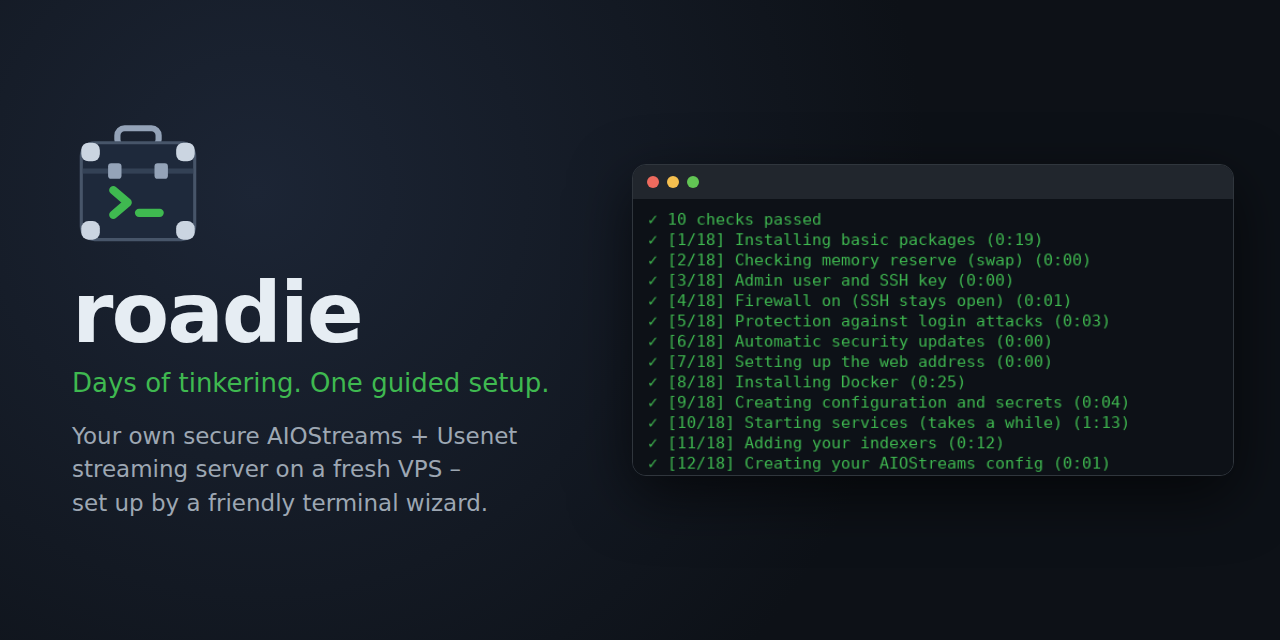 roadie
Days of tinkering. One guided setup.
Your own secure AIOStreams + Usenet
streaming server on a fresh VPS –
set up by a friendly terminal wizard.
✓ 10 checks passed
✓ [1/18] Installing basic packages (0:19)
✓ [2/18] Checking memory reserve (swap) (0:00)
✓ [3/18] Admin user and SSH key (0:00)
✓ [4/18] Firewall on (SSH stays open) (0:01)
✓ [5/18] Protection against login attacks (0:03)
✓ [6/18] Automatic security updates (0:00)
✓ [7/18] Setting up the web address (0:00)
✓ [8/18] Installing Docker (0:25)
✓ [9/18] Creating configuration and secrets (0:04)
✓ [10/18] Starting services (takes a while) (1:13)
✓ [11/18] Adding your indexers (0:12)
✓ [12/18] Creating your AIOStreams config (0:01)